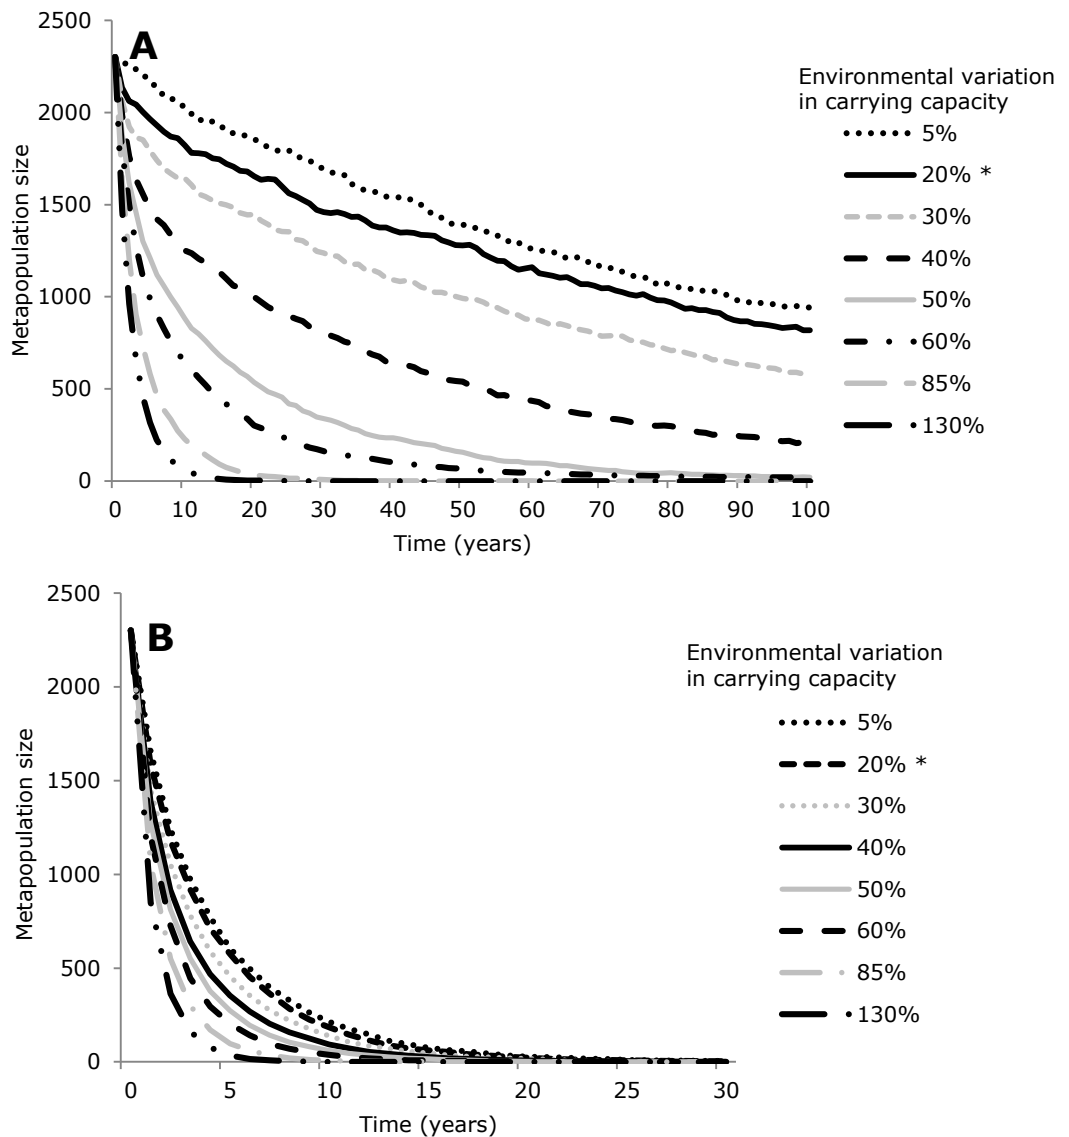 A
2500
2000
1500
1000
500
0
Metapopulation size
0 10 20 30 40 50 60 70 80 90 100
Time (years)
Environmental variation
in carrying capacity
5%
20% *
30%
40%
50%
60%
85%
130%
B
2500
2000
1500
1000
500
0
Metapopulation size
0 5 10 15 20 25 30
Time (years)
Environmental variation
in carrying capacity
5%
20% *
30%
40%
50%
60%
85%
130%